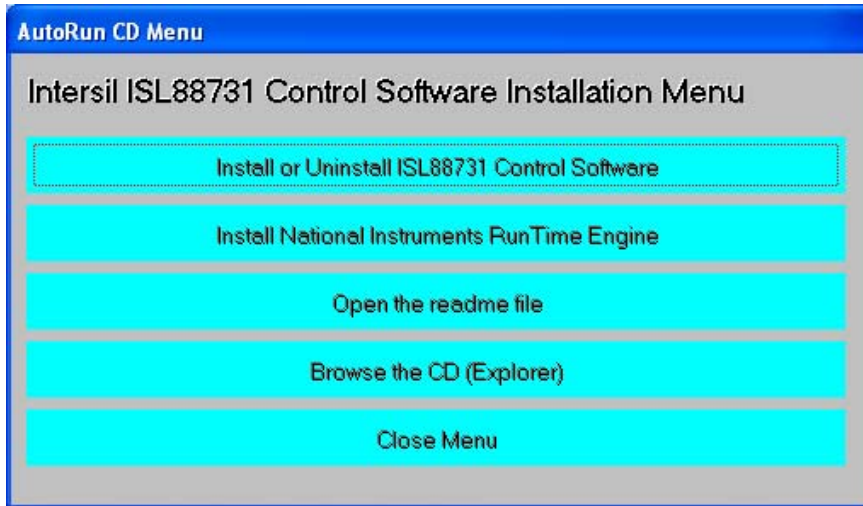 AutoRun CD Menu
Intersil ISL88731 Control Software Installation Menu
Install or Uninstall ISL88731 Control Software
Install National Instruments RunTime Engine
Open the readme file
Browse the CD (Explorer)
Close Menu